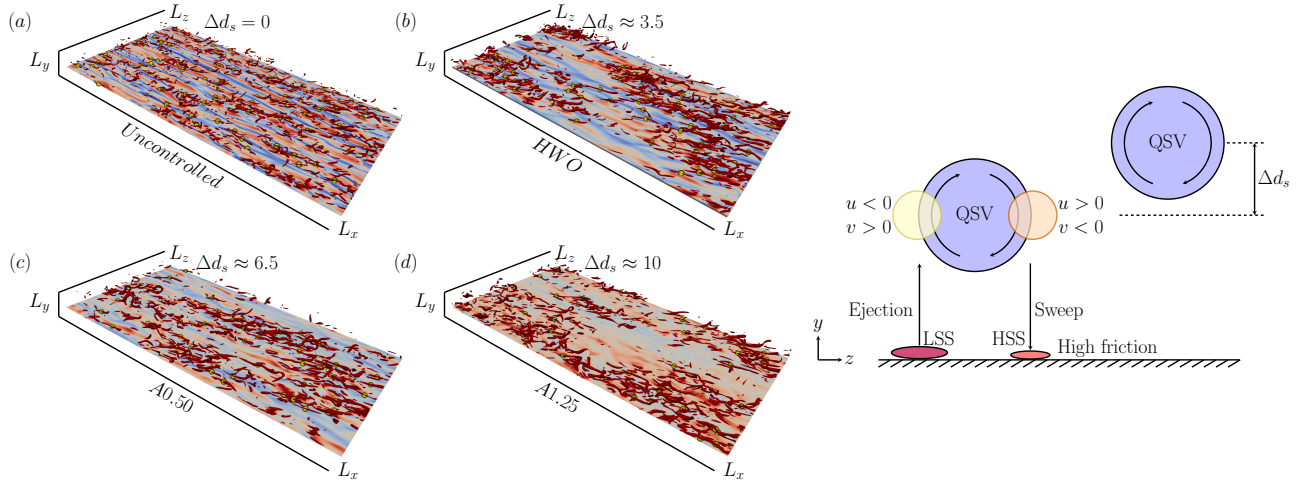 (a)
L_z
Δd_s = 0
L_y
Uncontrolled
L_x
(b)
L_z
Δd_s ≈ 3.5
L_y
HWO
L_x
(c)
L_z
Δd_s ≈ 6.5
L_y
A0.50
L_x
(d)
L_z
Δd_s ≈ 10
L_y
A1.25
L_x
QSV
Δd_s
u < 0
v > 0
QSV
u > 0
v < 0
Ejection
Sweep
LSS
HSS
High friction
y
z